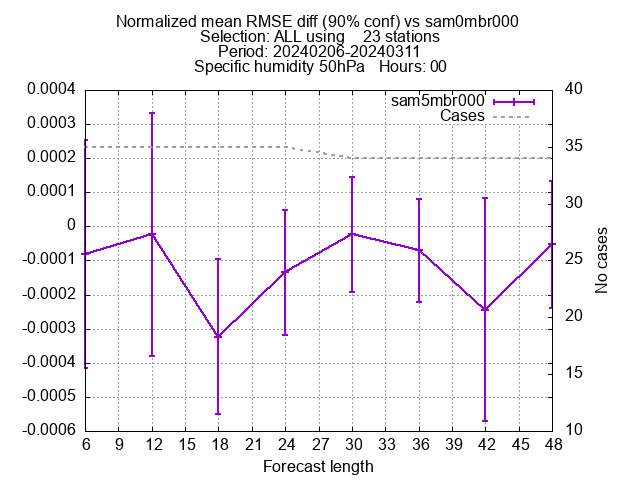 Normalized mean RMSE diff (90% conf) vs sam0mbr000
Selection: ALL using 23 stations
Period: 20240206-20240311
Specific humidity 50hPa Hours: 00
sam5mbr000
Cases
0.0004
0.0003
0.0002
0.0001
0
-0.0001
-0.0002
-0.0003
-0.0004
-0.0005
-0.0006
40
35
30
25
20
15
10
No cases
6 9 12 15 18 21 24 27 30 33 36 39 42 45 48
Forecast length